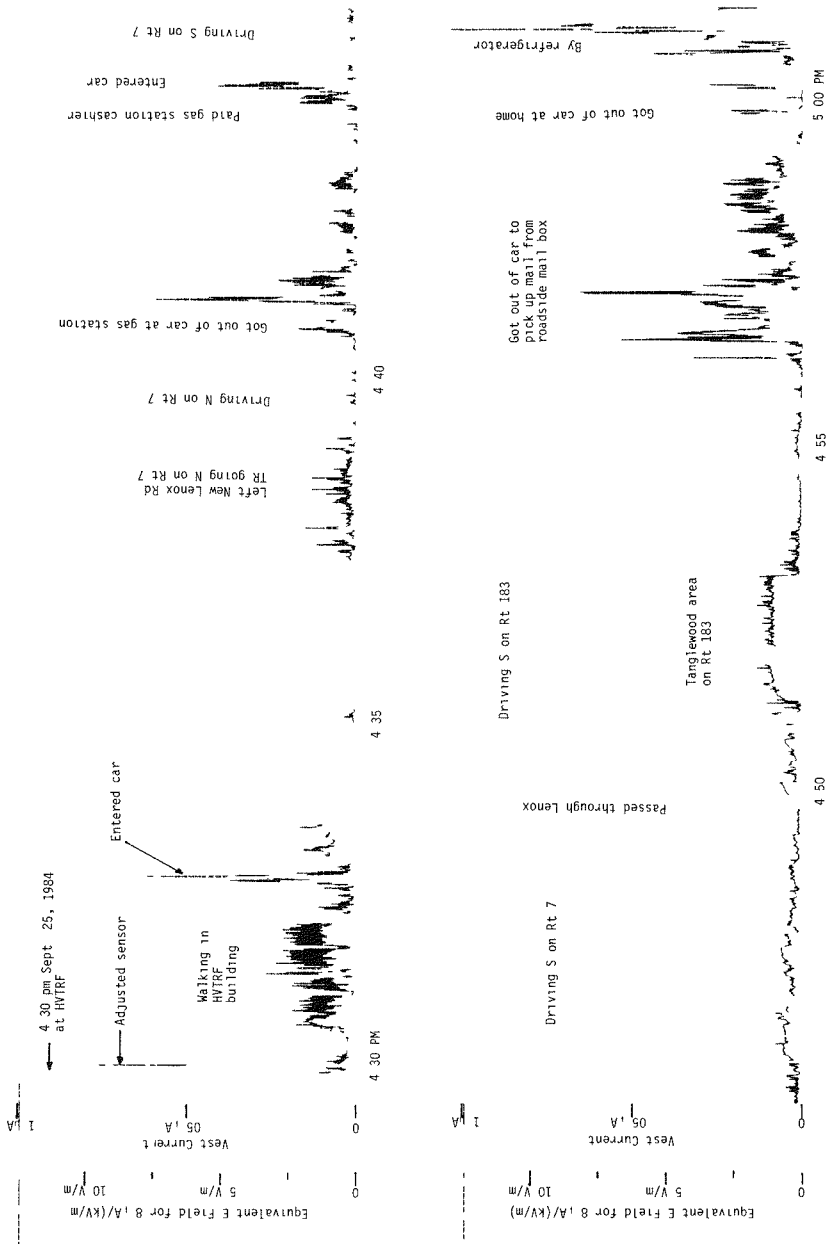 4 30 pm Sept 25, 1984
at HVTRF
Adjusted sensor
Walking in
HVTRF
building
Entered car
Left New Lenox Rd
TR going N on Rt 7
Driving N on Rt 7
Got out of car at gas station
Paid gas station cashier
Entered car
Driving S on Rt 7
Equivalent E Field for 8 µA/(kV/m)
10 V/m
5 V/m
0
Vest Current
1 µA
05 µA
0
4 30 PM
4 35
4 40
Driving S on Rt 7
Passed through Lenox
Driving S on Rt 183
Tanglewood area
on Rt 183
Got out of car to
pick up mail from
roadside mail box
Got out of car at home
By refrigerator
Equivalent E Field for 8 µA/(kV/m)
10 V/m
5 V/m
0
Vest Current
1 µA
05 µA
0
4 50
4 55
5 00 PM